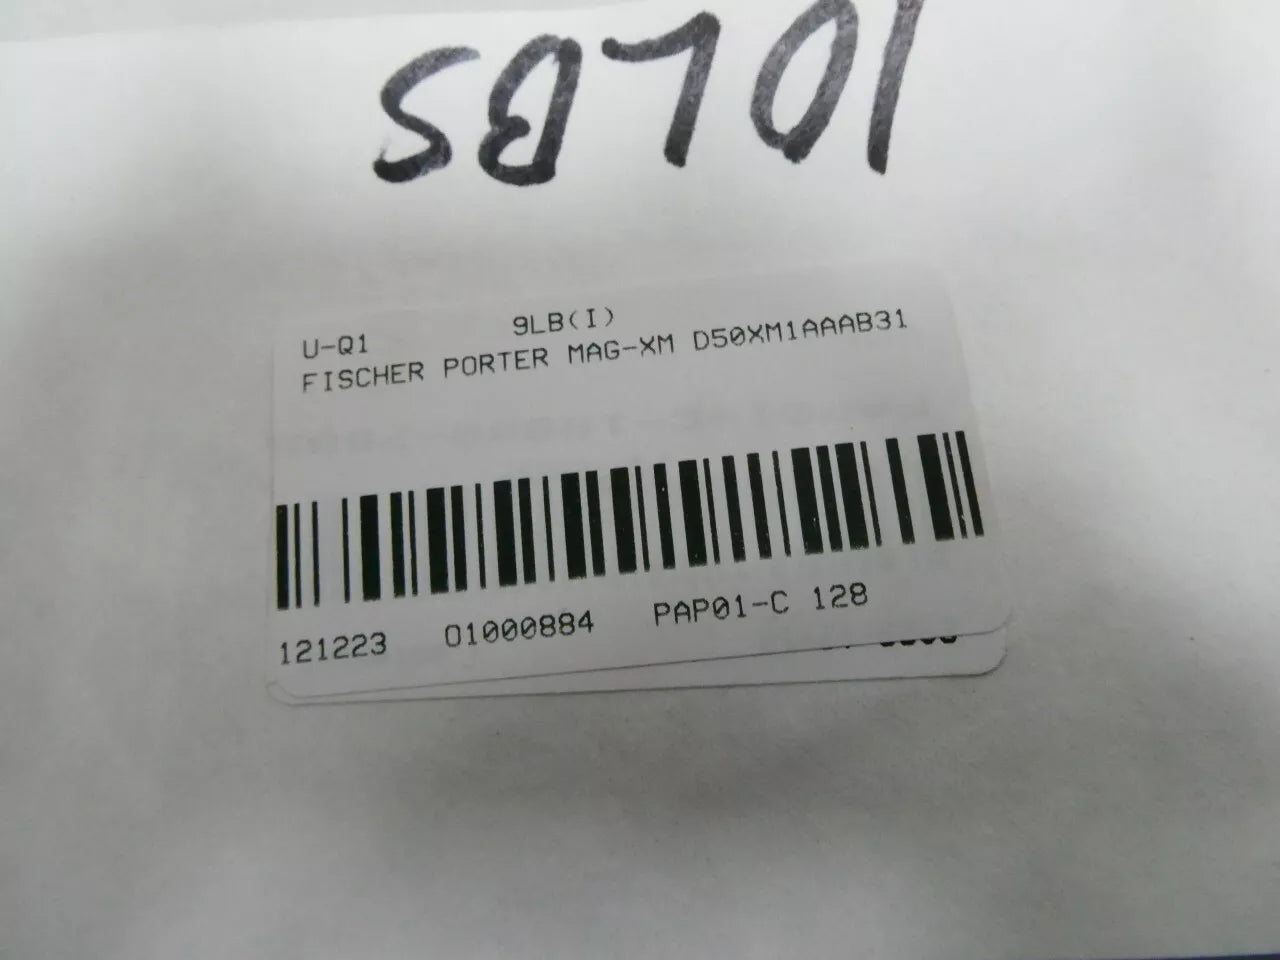 10LBS
U-Q1 9LB(I)
FISCHER PORTER MAG-XM D50XM1AAAB31
121223 01000884 PAP01-C 128